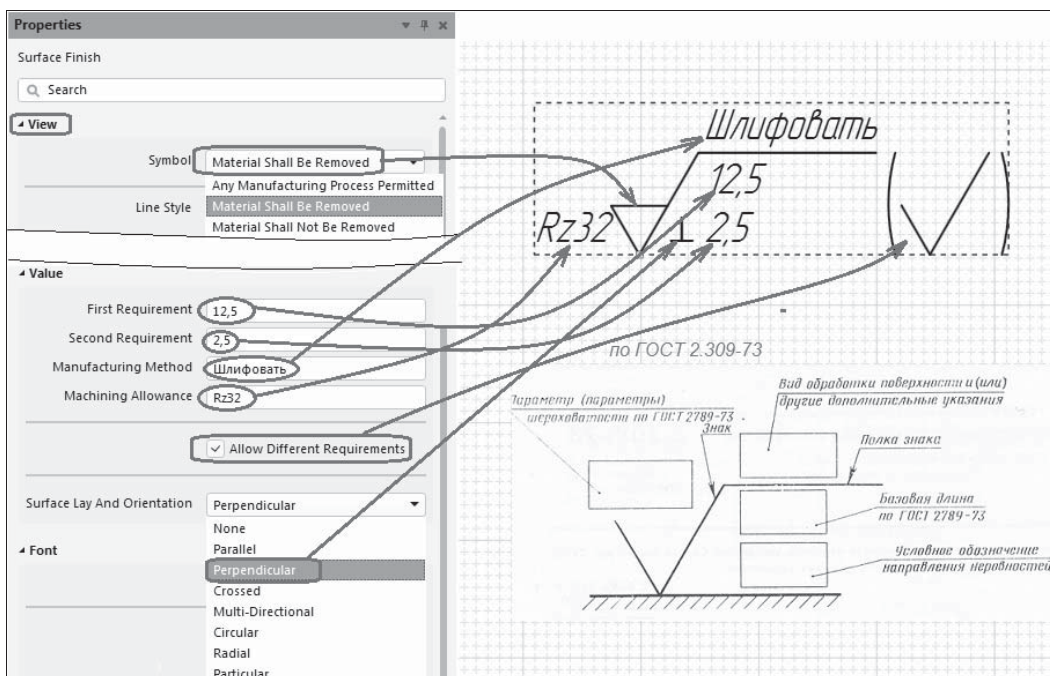 Properties
Surface Finish
Search
View
Symbol Material Shall Be Removed
Any Manufacturing Process Permitted
Line Style Material Shall Be Removed
Material Shall Not Be Removed
Value
First Requirement 12,5
Second Requirement 2,5
Manufacturing Method Шлифовать
Machining Allowance Rz32
Allow Different Requirements
Surface Lay And Orientation Perpendicular
None
Font
Parallel
Perpendicular
Crossed
Multi-Directional
Circular
Radial
Particular
Шлифовать
12,5
Rz32 ⊥ 2,5
по ГОСТ 2.309-73
Параметр (параметры)
шероховатости по ГОСТ 2789-73.
Знак
Вид обработки поверхности и (или)
другие дополнительные указания
Полка знака
Базовая длина
по ГОСТ 2789-73
Условное обозначение
направления неровностей